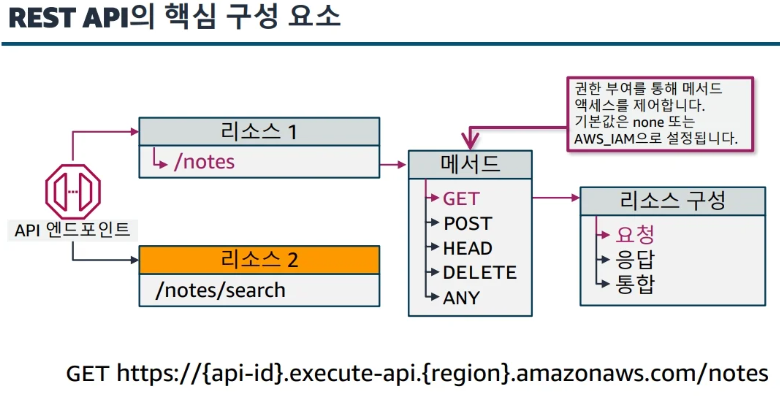 REST API의 핵심 구성 요소
권한 부여를 통해 메서드
액세스를 제어합니다.
기본값은 none 또는
AWS_IAM으로 설정됩니다.
리소스 1
/notes
API 엔드포인트
리소스 2
/notes/search
메서드
GET
POST
HEAD
DELETE
ANY
리소스 구성
요청
응답
통합
GET https://{api-id}.execute-api.{region}.amazonaws.com/notes